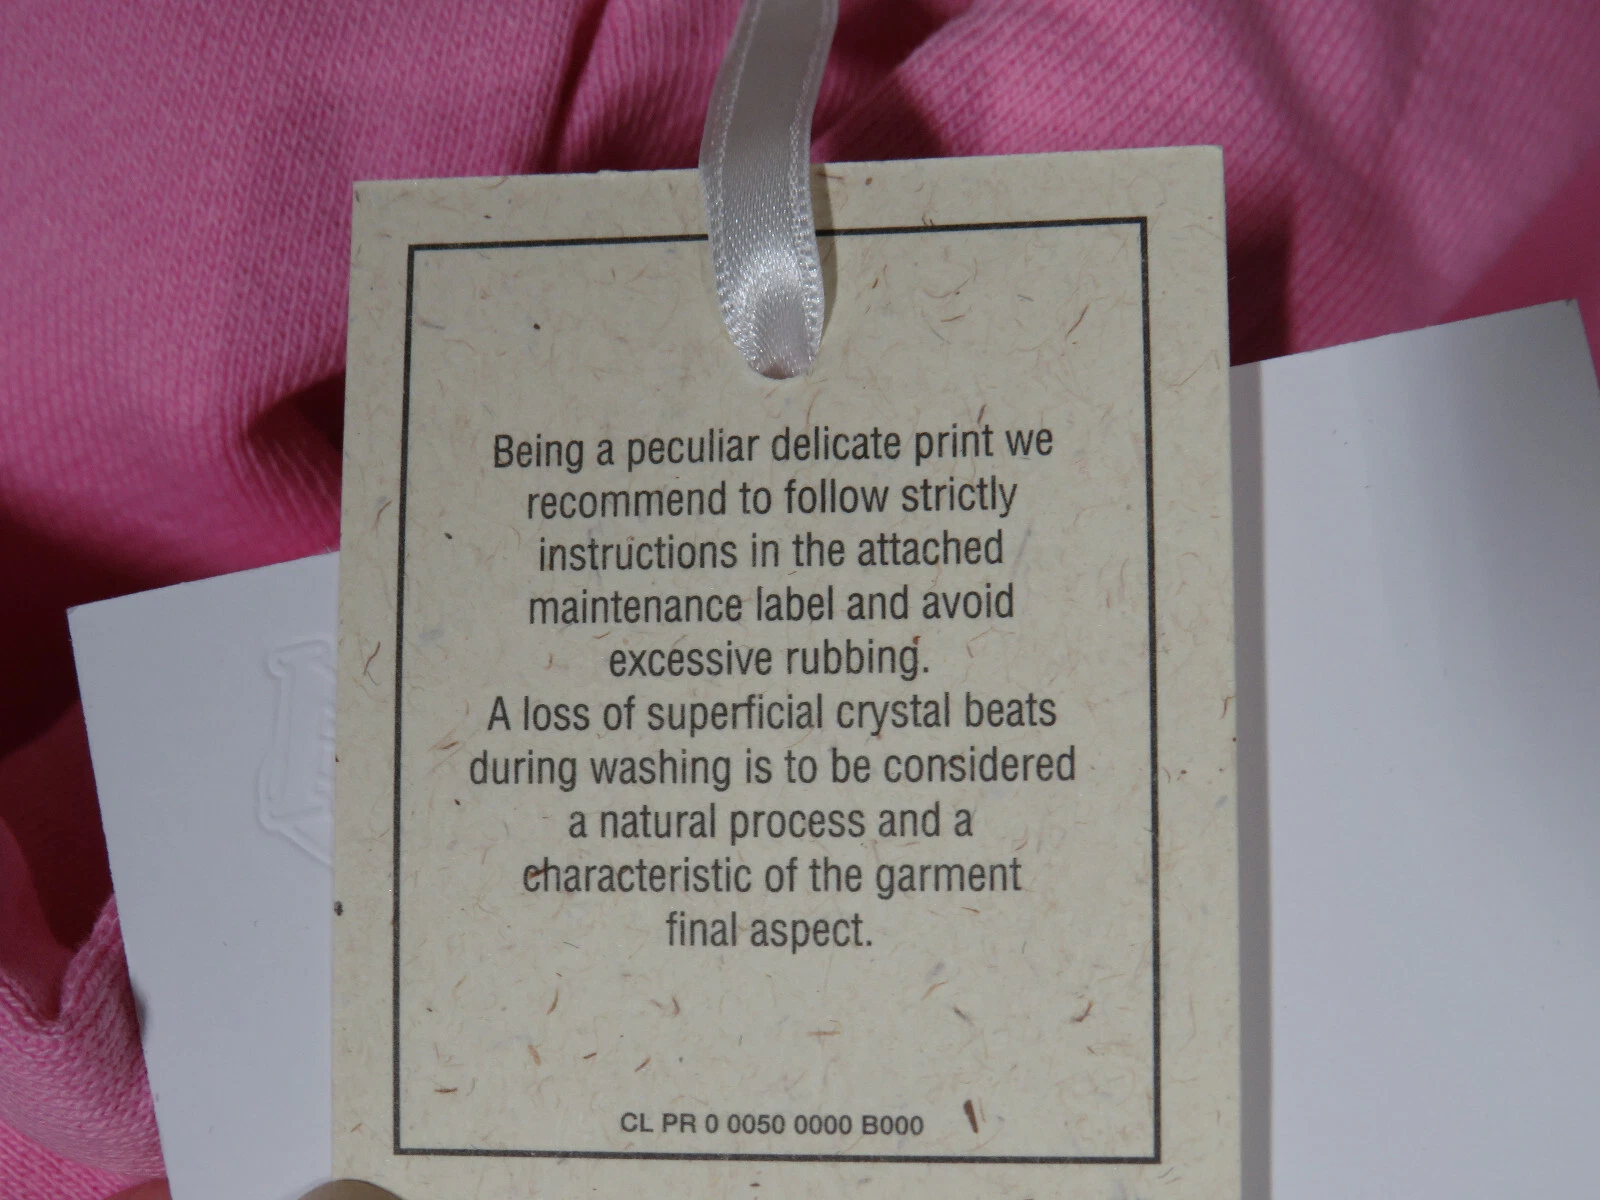 Being a peculiar delicate print we
recommend to follow strictly
instructions in the attached
maintenance label and avoid
excessive rubbing.
A loss of superficial crystal beats
during washing is to be considered
a natural process and a
characteristic of the garment
final aspect.
CL PR 0 0050 0000 B000